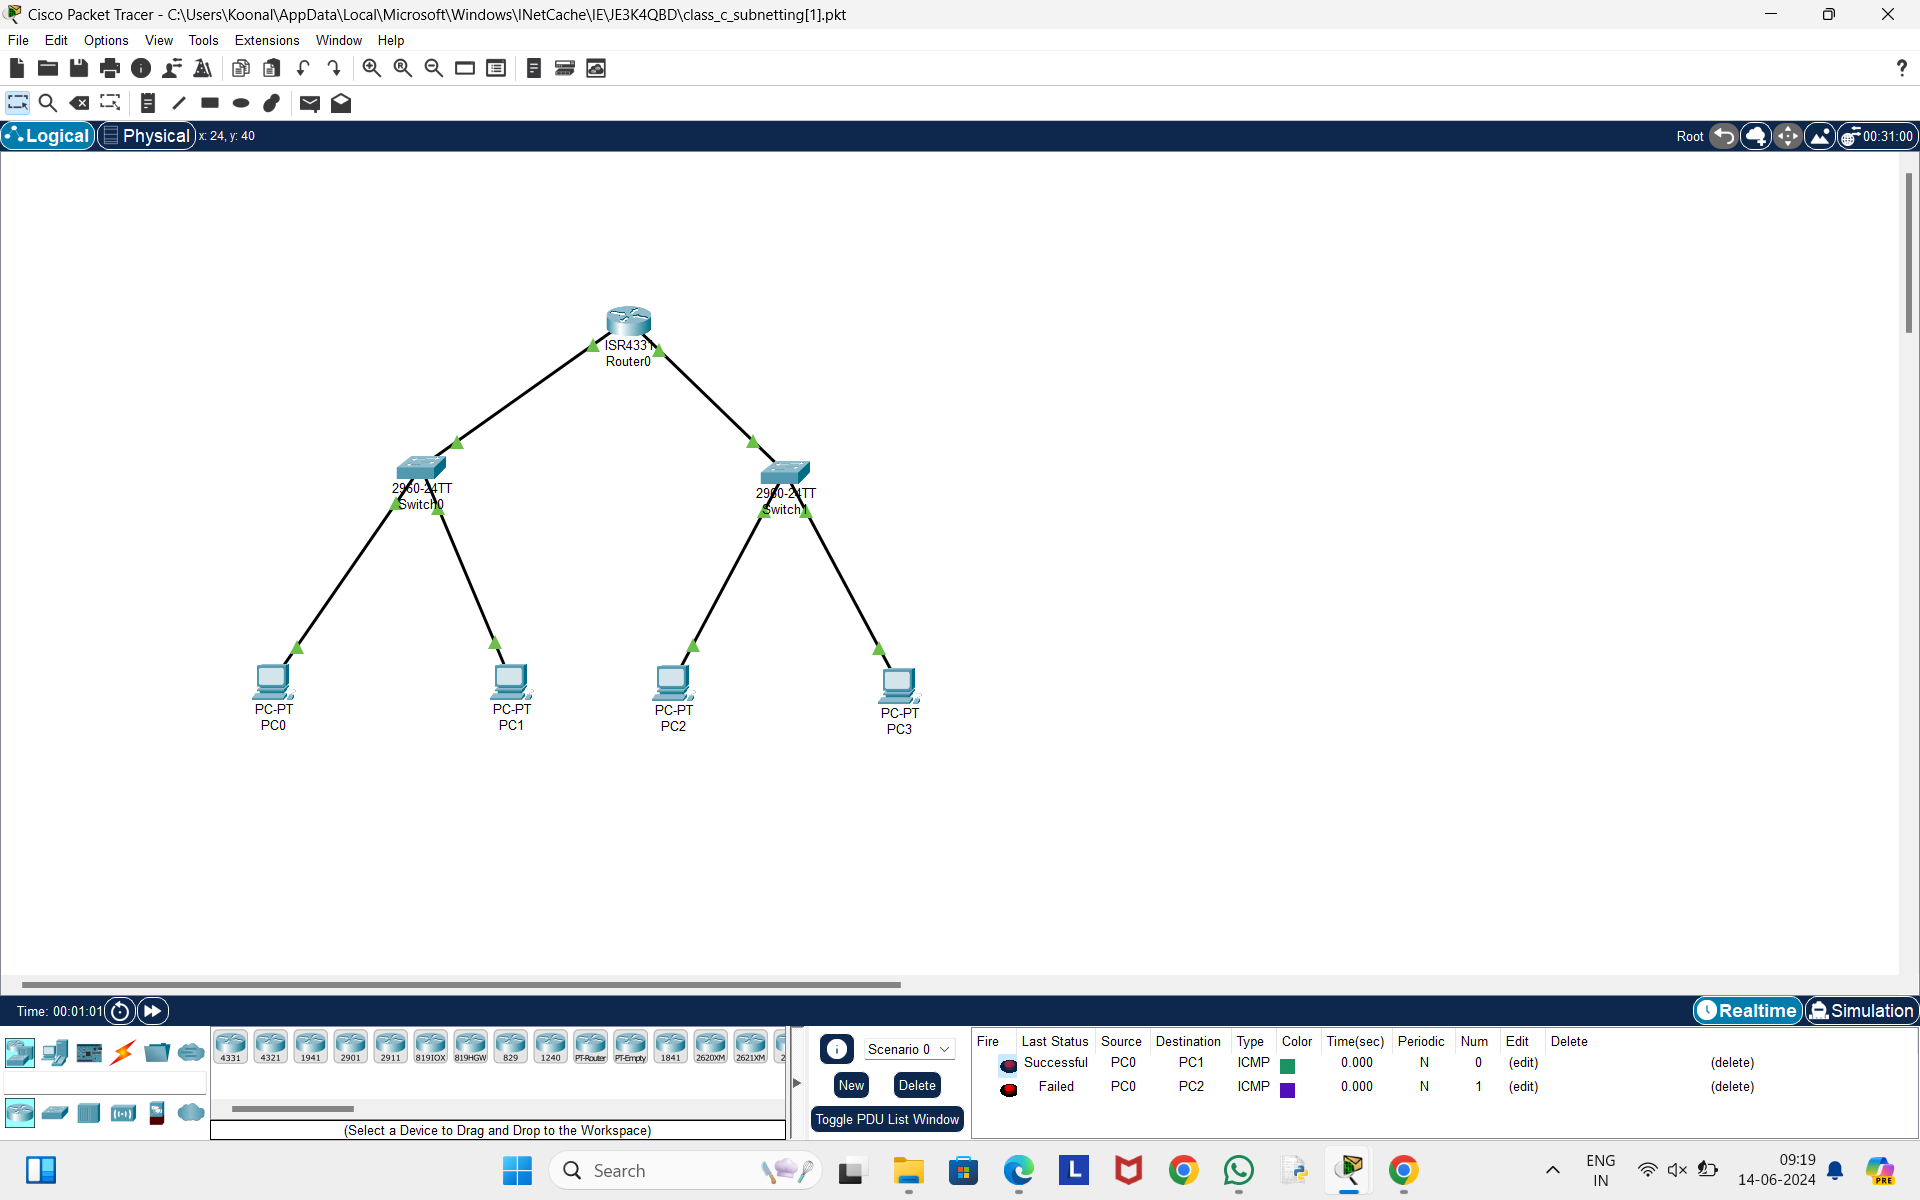 Cisco Packet Tracer - C:\Users\Koonal\AppData\Local\Microsoft\Windows\INetCache\IE\JE3K4QBD\class_c_subnetting[1].pkt
File Edit Options View Tools Extensions Window Help
?
Logical Physical x: 24, y: 40 Root 00:31:00
ISR4331
Router0
2960-24TT
Switch0
2960-24TT
Switch1
PC-PT
PC0
PC-PT
PC1
PC-PT
PC2
PC-PT
PC3
Time: 00:01:01 Realtime Simulation
4331 4321 1941 2901 2911 819IOX 819HGW 829 1240 PT-Router PT-Empty 1841 2620XM 2621XM 2
(Select a Device to Drag and Drop to the Workspace)
Scenario 0
New Delete
Toggle PDU List Window
Fire Last Status Source Destination Type Color Time(sec) Periodic Num Edit Delete
Successful PC0 PC1 ICMP 0.000 N 0 (edit) (delete)
Failed PC0 PC2 ICMP 0.000 N 1 (edit) (delete)
Search
L
ENG
IN
09:19
14-06-2024
PRE